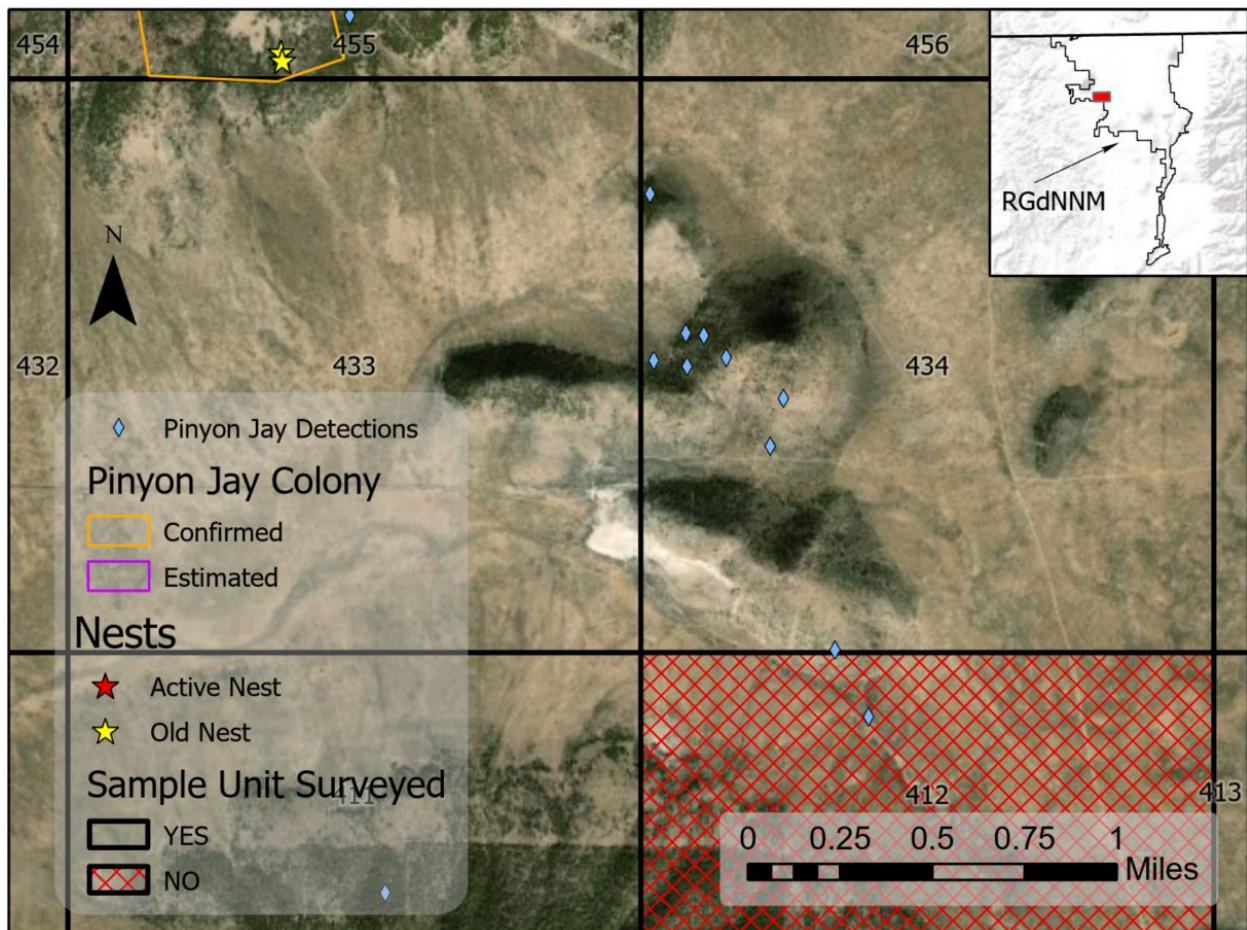 454
455
456
RGdNNM
N
432
433
434
Pinyon Jay Detections
Pinyon Jay Colony
Confirmed
Estimated
Nests
Active Nest
Old Nest
Sample Unit Surveyed
YES
NO
411
412
413
0 0.25 0.5 0.75 1
Miles